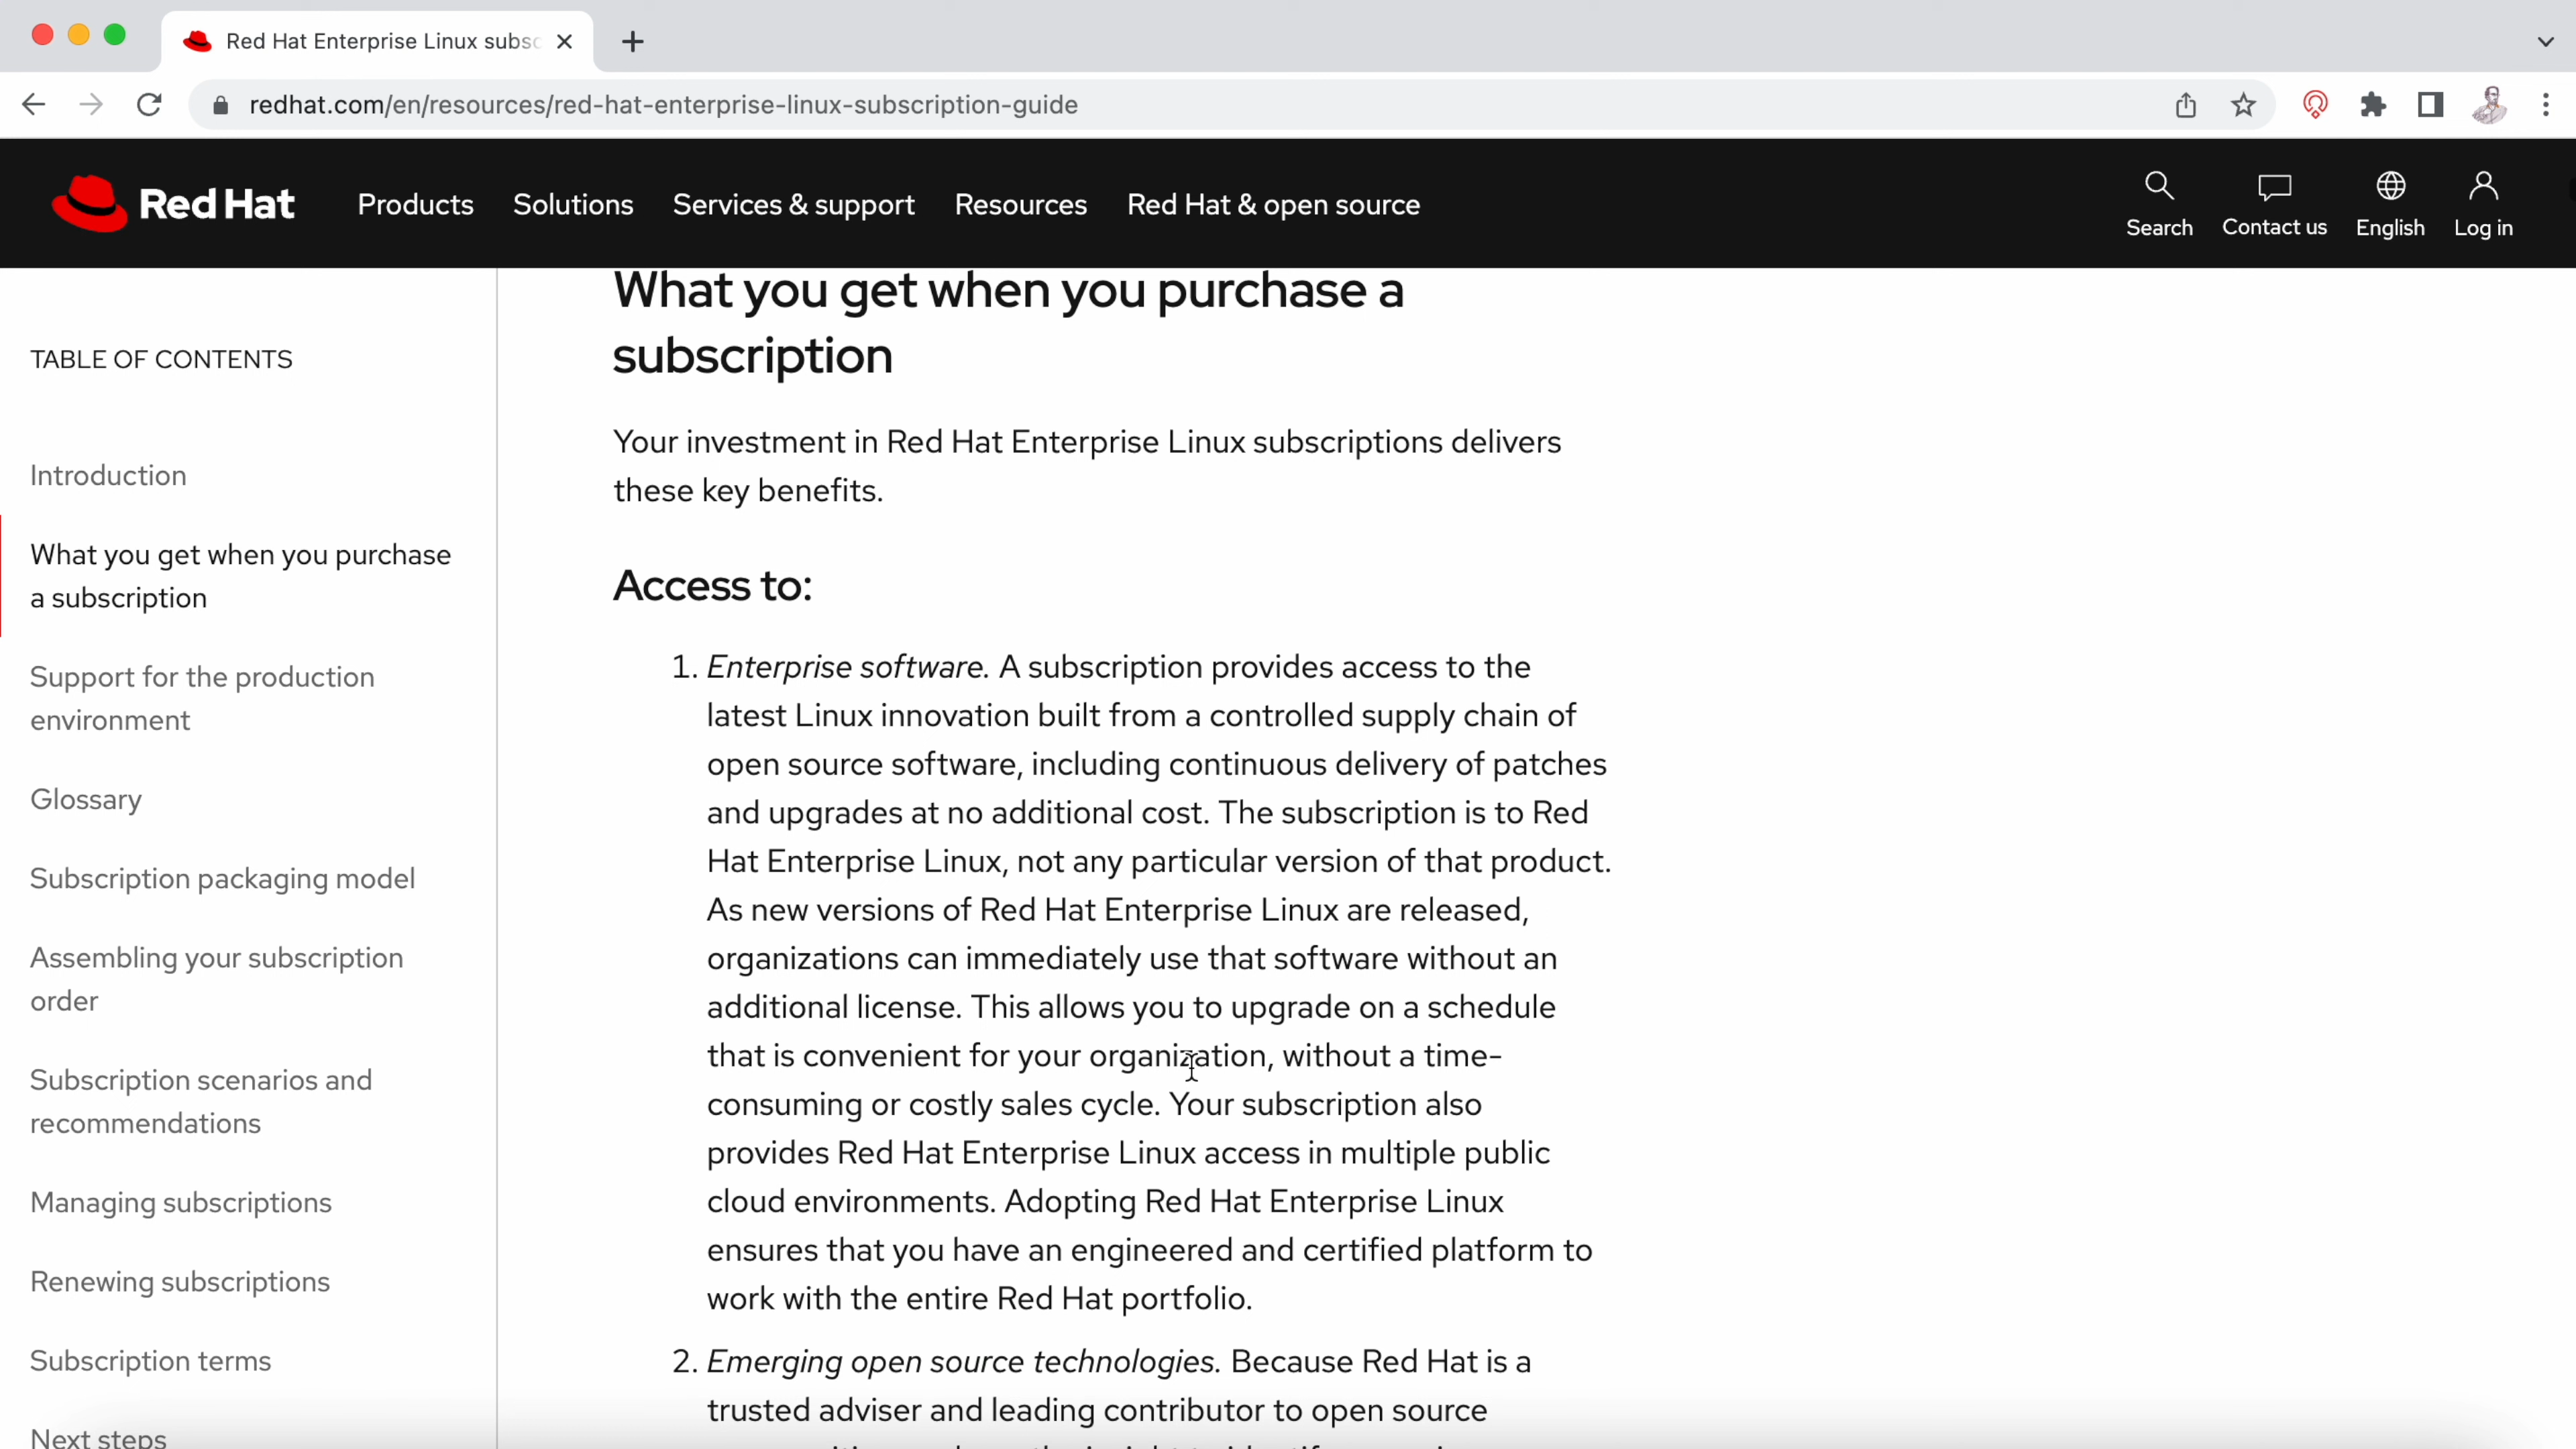 Red Hat Enterprise Linux subsc
redhat.com/en/resources/red-hat-enterprise-linux-subscription-guide
Red Hat
Products
Solutions
Services & support
Resources
Red Hat & open source
Search
Contact us
English
Log in
TABLE OF CONTENTS
Introduction
What you get when you purchase
a subscription
Support for the production
environment
Glossary
Subscription packaging model
Assembling your subscription
order
Subscription scenarios and
recommendations
Managing subscriptions
Renewing subscriptions
Subscription terms
Next steps
What you get when you purchase a
subscription
Your investment in Red Hat Enterprise Linux subscriptions delivers
these key benefits.
Access to:
1. Enterprise software. A subscription provides access to the
latest Linux innovation built from a controlled supply chain of
open source software, including continuous delivery of patches
and upgrades at no additional cost. The subscription is to Red
Hat Enterprise Linux, not any particular version of that product.
As new versions of Red Hat Enterprise Linux are released,
organizations can immediately use that software without an
additional license. This allows you to upgrade on a schedule
that is convenient for your organization, without a time-
consuming or costly sales cycle. Your subscription also
provides Red Hat Enterprise Linux access in multiple public
cloud environments. Adopting Red Hat Enterprise Linux
ensures that you have an engineered and certified platform to
work with the entire Red Hat portfolio.
2. Emerging open source technologies. Because Red Hat is a
trusted adviser and leading contributor to open source